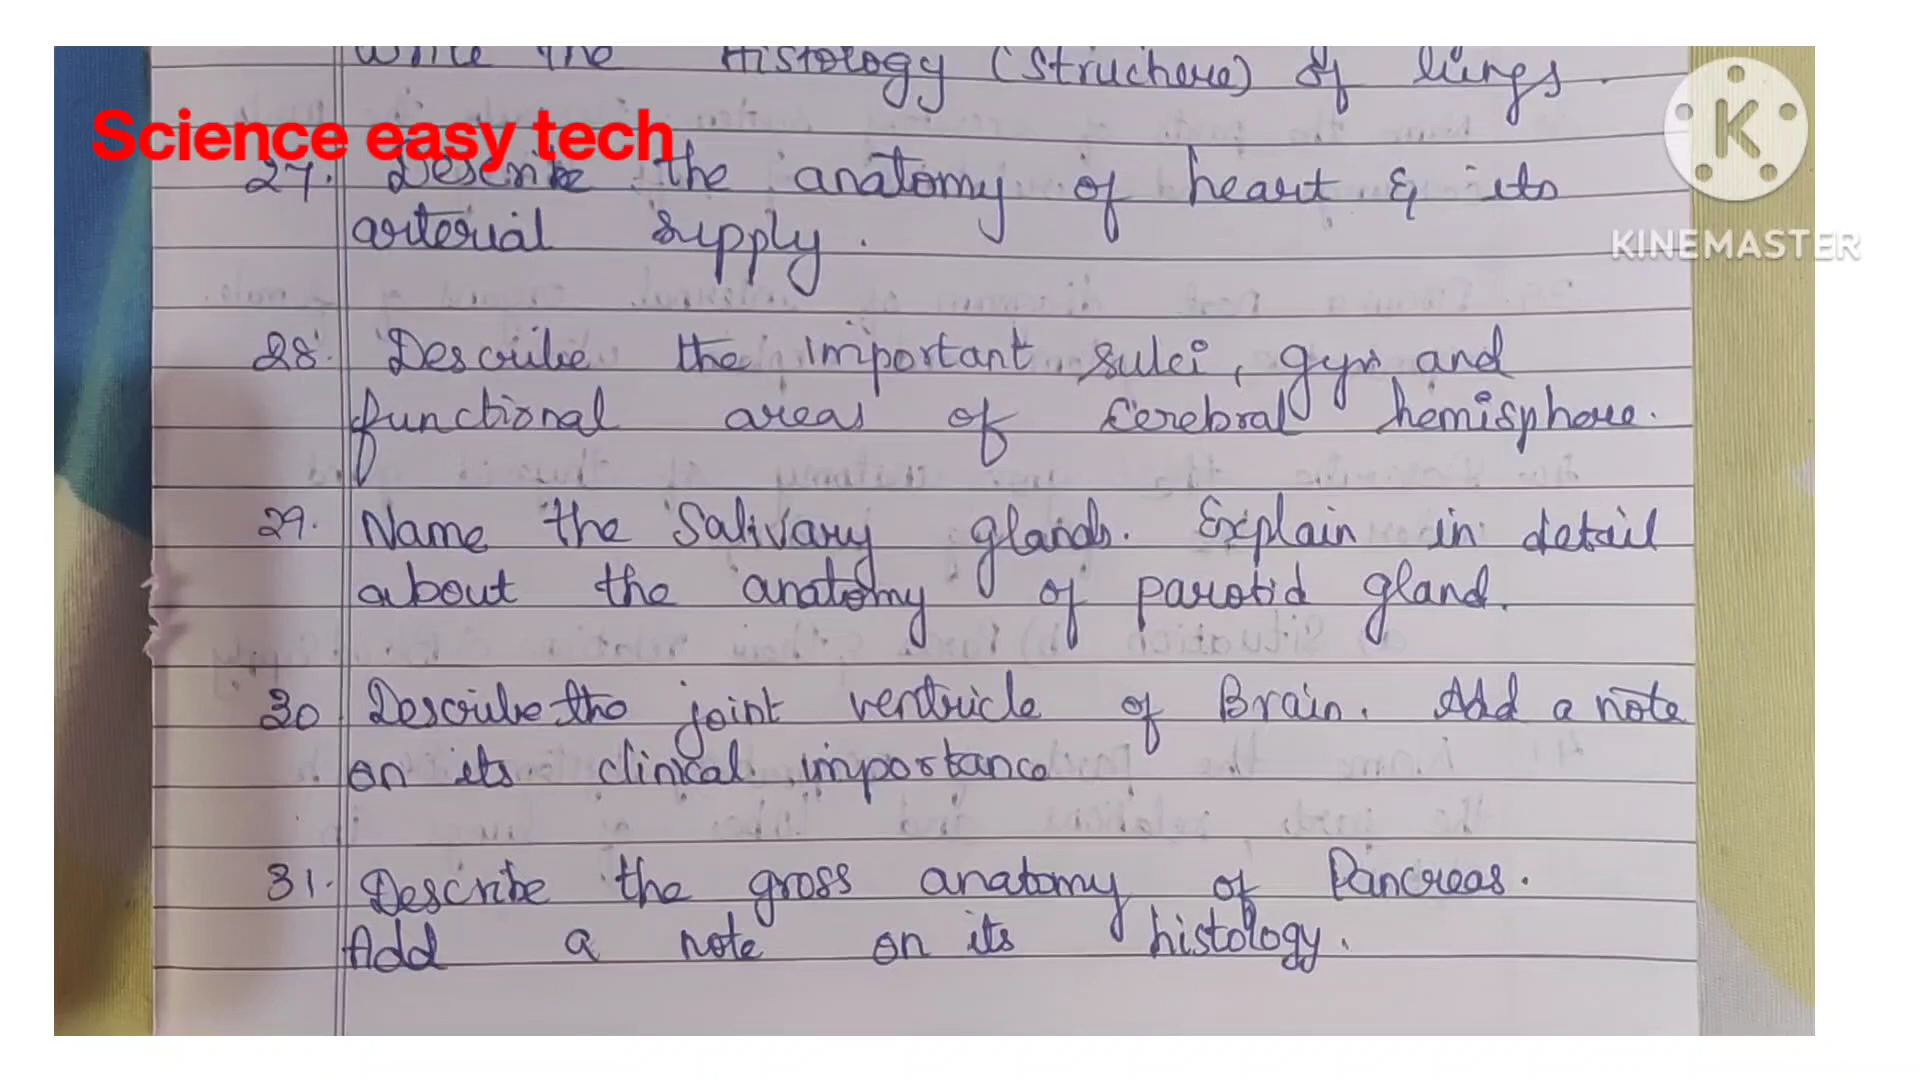 Write the Histology (Structure) of lungs.
Science easy tech
27. Describe the anatomy of heart & its
arterial supply.
KINEMASTER
28. Describe the important sulci, gyri and
functional areas of Cerebral hemisphere.
29. Name the Salivary glands. Explain in detail
about the anatomy of parotid gland.
30 Describe the joint ventricle of Brain. Add a note
on its clinical importance
31. Describe the gross anatomy of Pancreas.
Add a note on its histology.